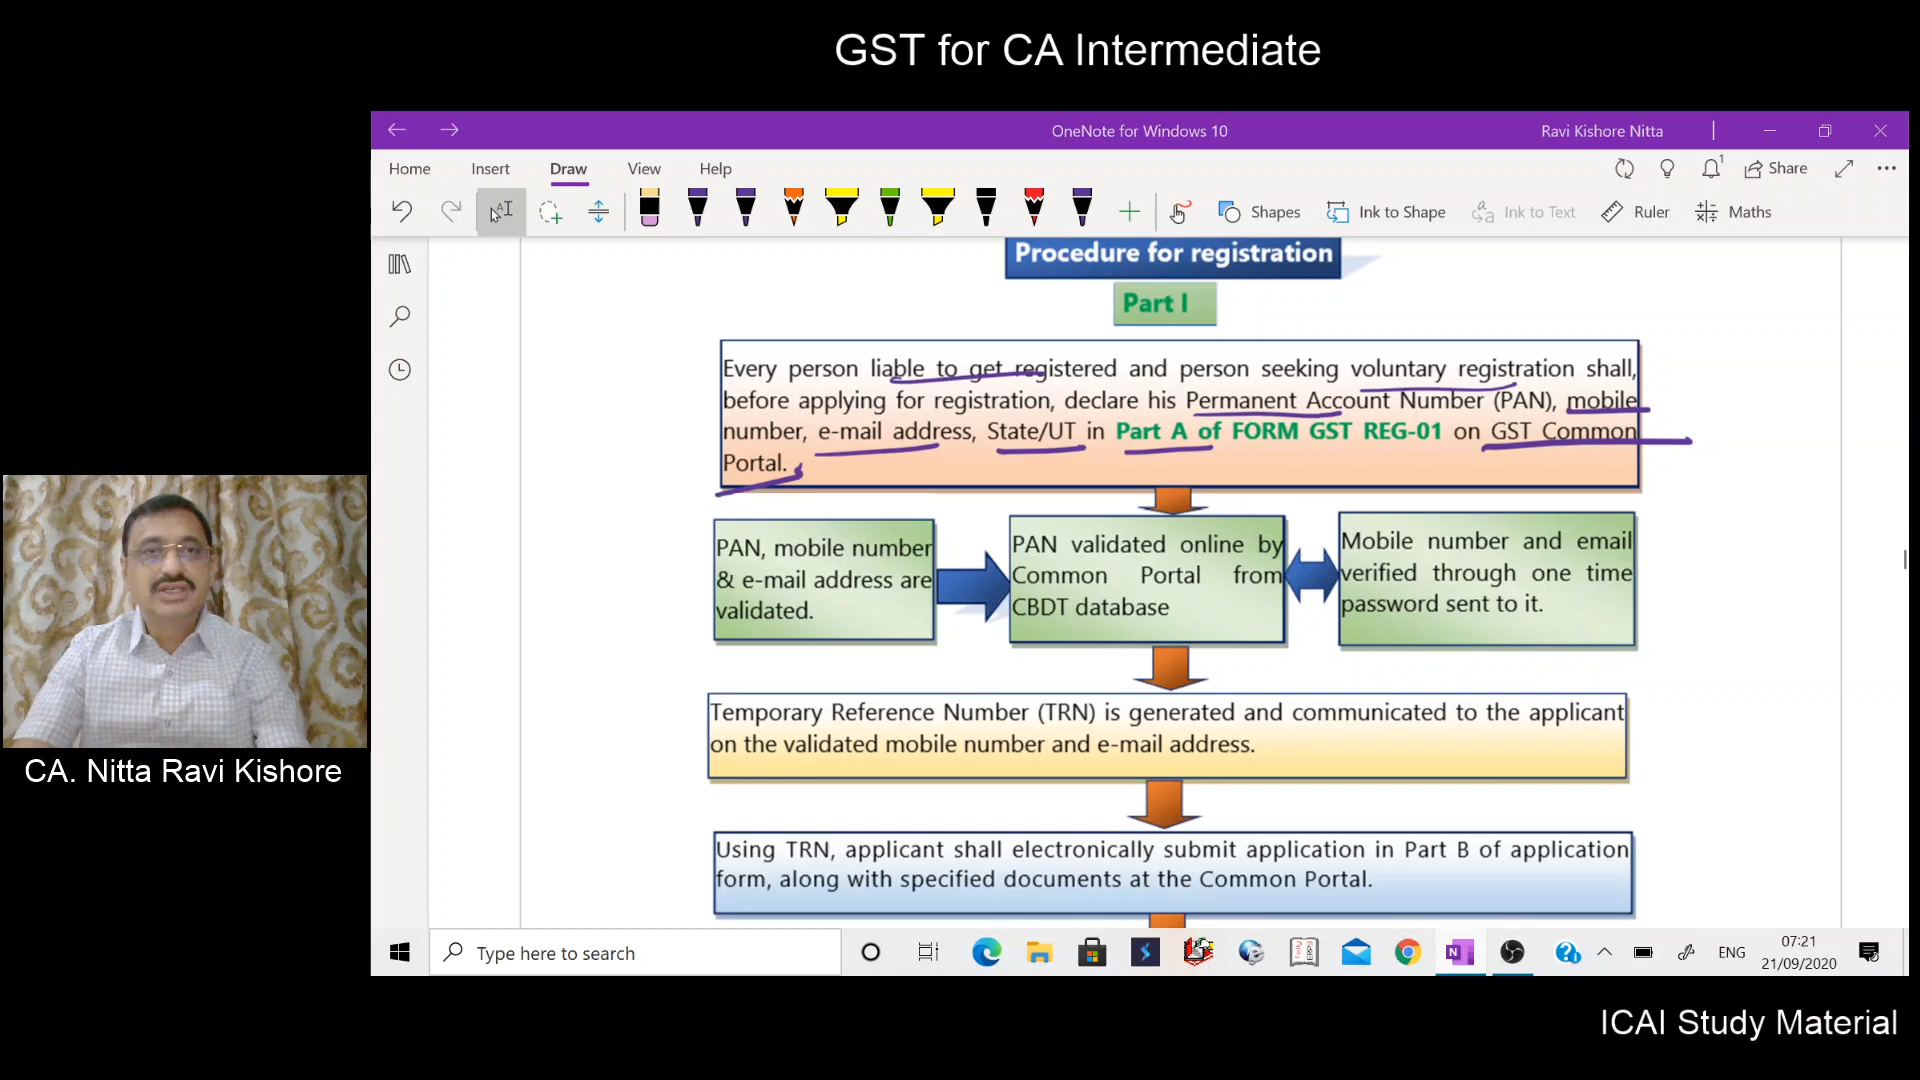 GST for CA Intermediate
OneNote for Windows 10
Ravi Kishore Nitta
Home
Insert
Draw
View
Help
1
Share
Shapes
Ink to Shape
Ink to Text
Ruler
Maths
Procedure for registration
Part I
Every person liable to get registered and person seeking voluntary registration shall,
before applying for registration, declare his Permanent Account Number (PAN), mobile
number, e-mail address, State/UT in Part A of FORM GST REG-01 on GST Common
Portal.
PAN, mobile number
& e-mail address are
validated.
PAN validated online by
Common Portal from
CBDT database
Mobile number and email
verified through one time
password sent to it.
Temporary Reference Number (TRN) is generated and communicated to the applicant
on the validated mobile number and e-mail address.
Using TRN, applicant shall electronically submit application in Part B of application
form, along with specified documents at the Common Portal.
CA. Nitta Ravi Kishore
Type here to search
ENG
07:21
21/09/2020
ICAI Study Material